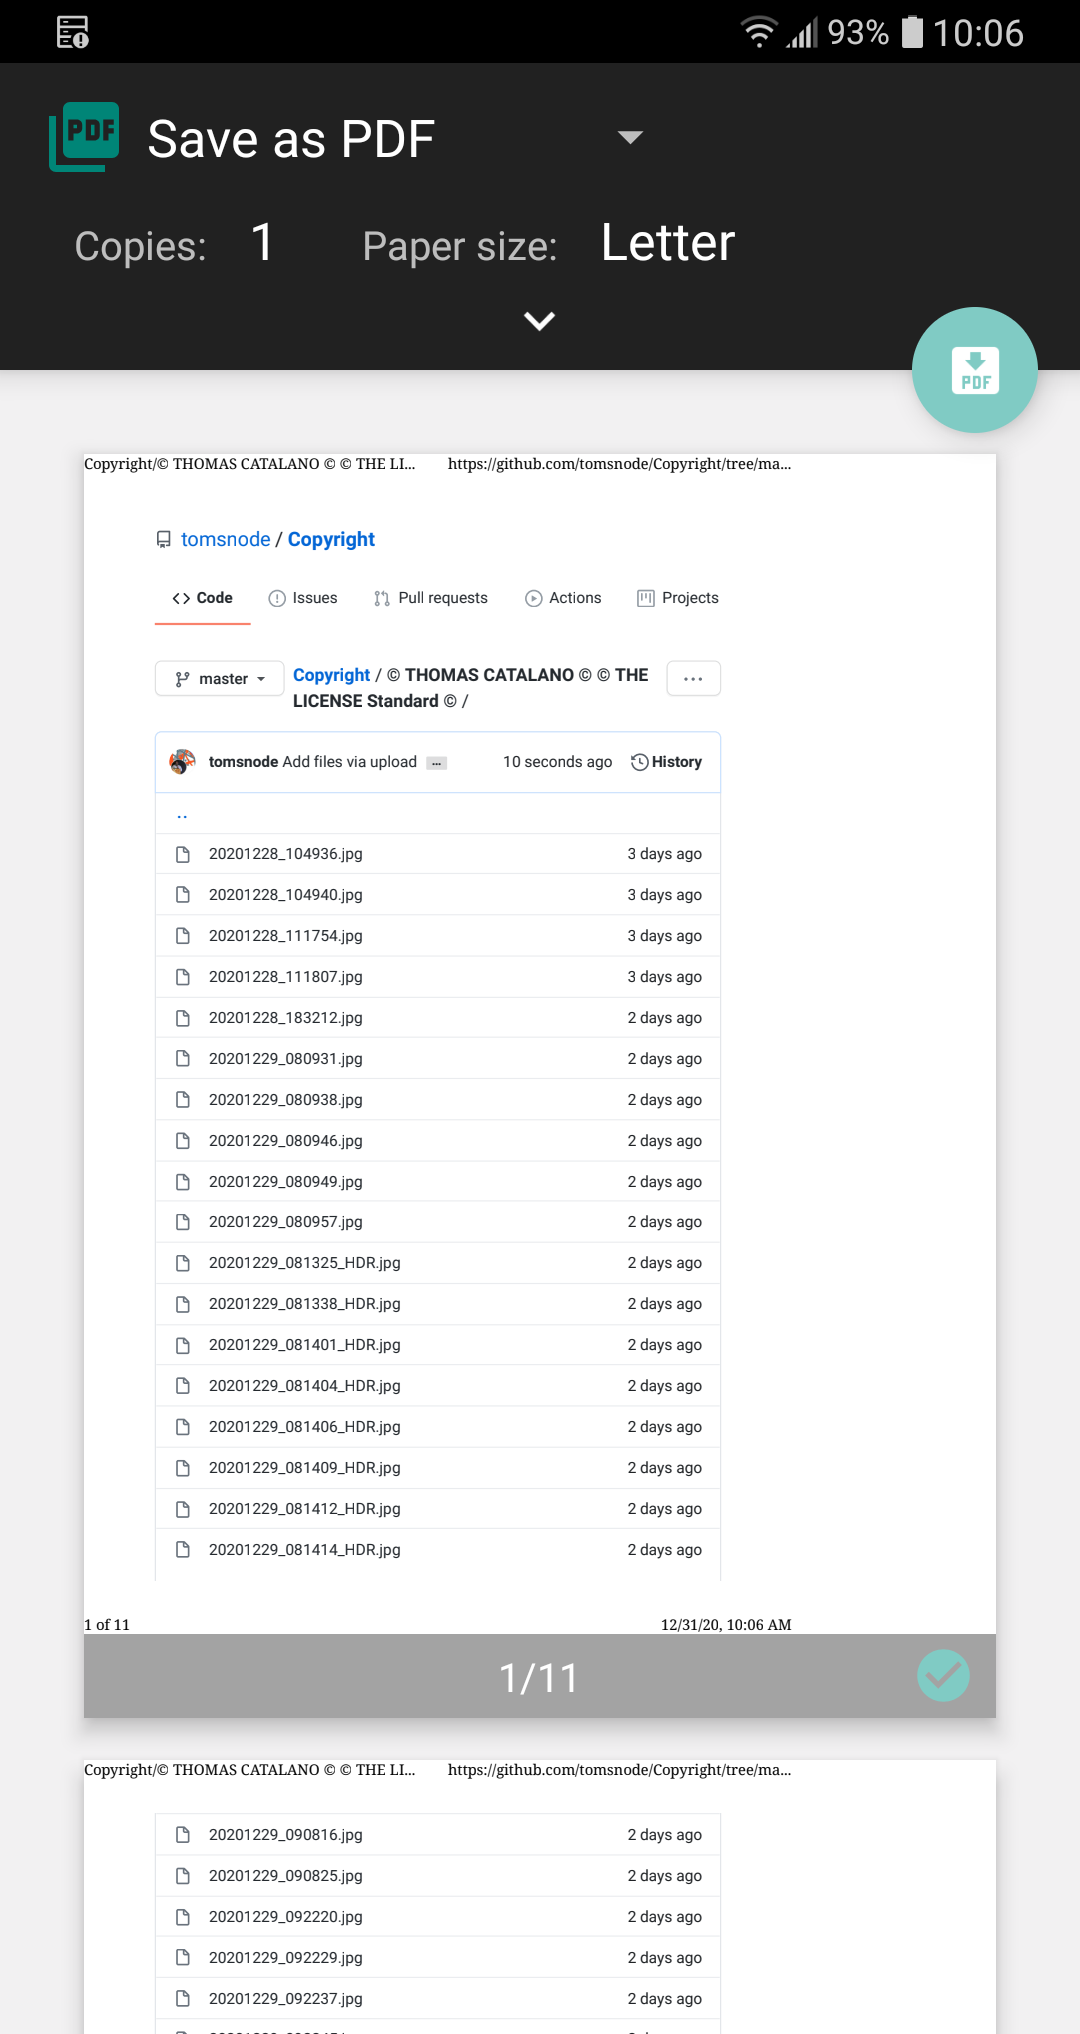 93% 10:06
PDF Save as PDF
Copies: 1 Paper size: Letter
PDF
Copyright/© THOMAS CATALANO © © THE LI... https://github.com/tomsnode/Copyright/tree/ma...
tomsnode / Copyright
Code Issues Pull requests Actions Projects
master Copyright / © THOMAS CATALANO © © THE ...
LICENSE Standard © /
tomsnode Add files via upload ... 10 seconds ago History
..
20201228_104936.jpg 3 days ago
20201228_104940.jpg 3 days ago
20201228_111754.jpg 3 days ago
20201228_111807.jpg 3 days ago
20201228_183212.jpg 2 days ago
20201229_080931.jpg 2 days ago
20201229_080938.jpg 2 days ago
20201229_080946.jpg 2 days ago
20201229_080949.jpg 2 days ago
20201229_080957.jpg 2 days ago
20201229_081325_HDR.jpg 2 days ago
20201229_081338_HDR.jpg 2 days ago
20201229_081401_HDR.jpg 2 days ago
20201229_081404_HDR.jpg 2 days ago
20201229_081406_HDR.jpg 2 days ago
20201229_081409_HDR.jpg 2 days ago
20201229_081412_HDR.jpg 2 days ago
20201229_081414_HDR.jpg 2 days ago
1 of 11 12/31/20, 10:06 AM
1/11
Copyright/© THOMAS CATALANO © © THE LI... https://github.com/tomsnode/Copyright/tree/ma...
20201229_090816.jpg 2 days ago
20201229_090825.jpg 2 days ago
20201229_092220.jpg 2 days ago
20201229_092229.jpg 2 days ago
20201229_092237.jpg 2 days ago